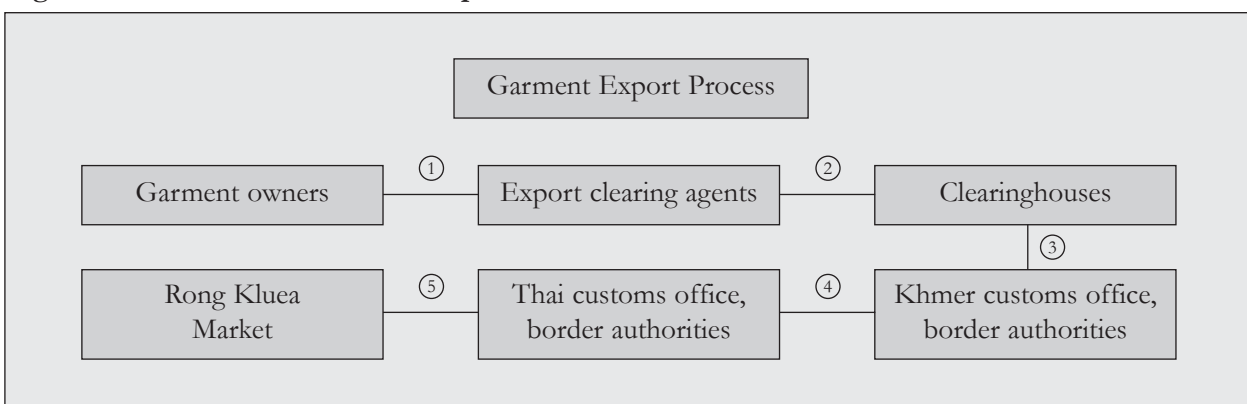 Garment Export Process
Garment owners
①
Export clearing agents
②
Clearinghouses
③
Rong Kluea
Market
⑤
Thai customs office,
border authorities
④
Khmer customs office,
border authorities